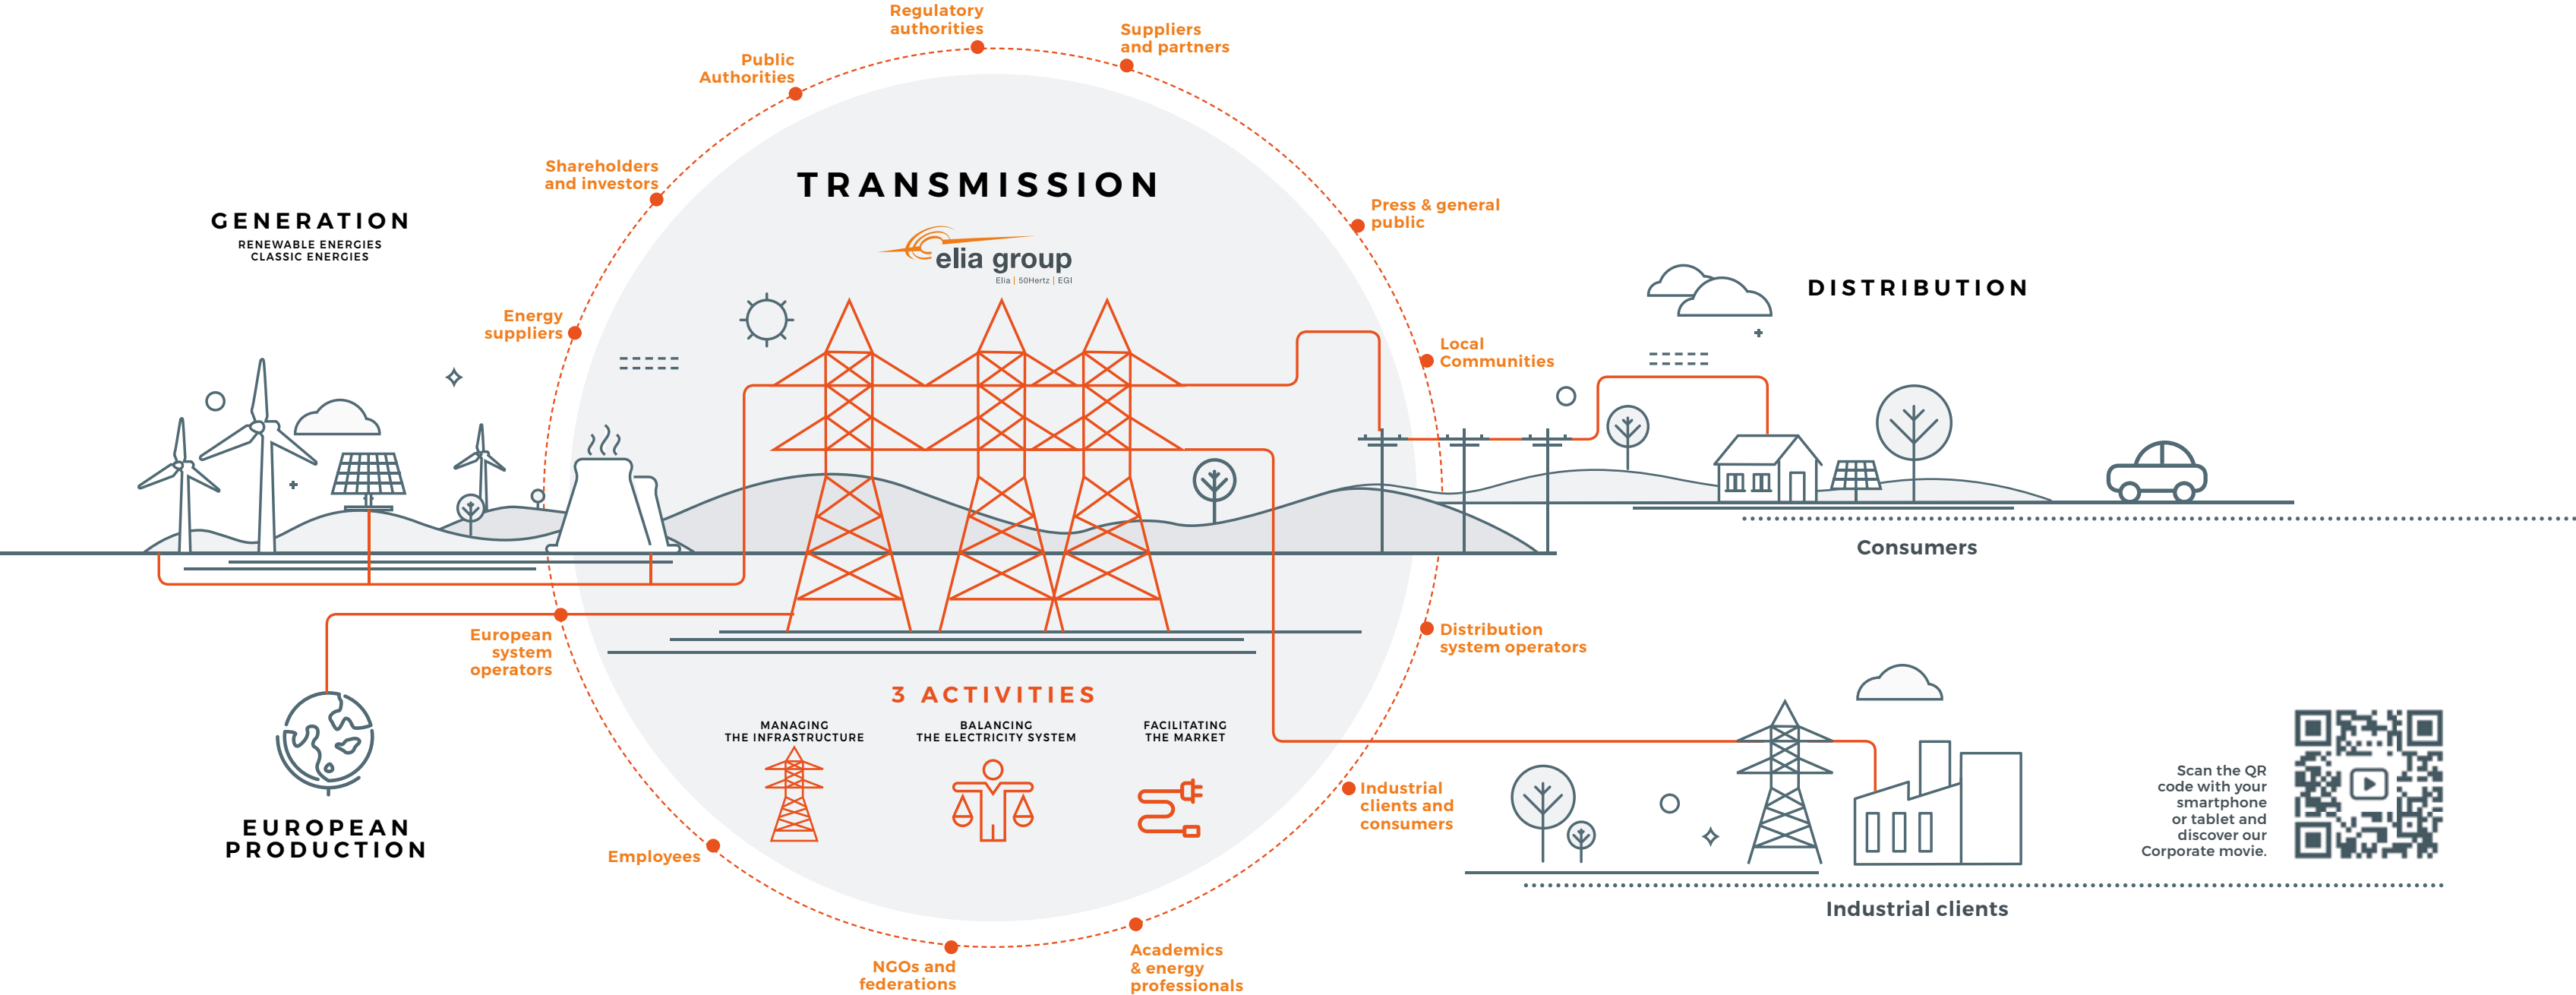 Regulatory
authorities
Suppliers
and partners
Public
Authorities
Shareholders
and investors
TRANSMISSION
Press & general
public
GENERATION
RENEWABLE ENERGIES
CLASSIC ENERGIES
elia group
Elia | 50Hertz | EGI
DISTRIBUTION
Energy
suppliers
Local
Communities
Consumers
European
system
operators
Distribution
system operators
3 ACTIVITIES
MANAGING
THE INFRASTRUCTURE
BALANCING
THE ELECTRICITY SYSTEM
FACILITATING
THE MARKET
EUROPEAN
PRODUCTION
Industrial
clients and
consumers
Scan the QR
code with your
smartphone
or tablet and
discover our
Corporate movie.
Employees
Industrial clients
NGOs and
federations
Academics
& energy
professionals